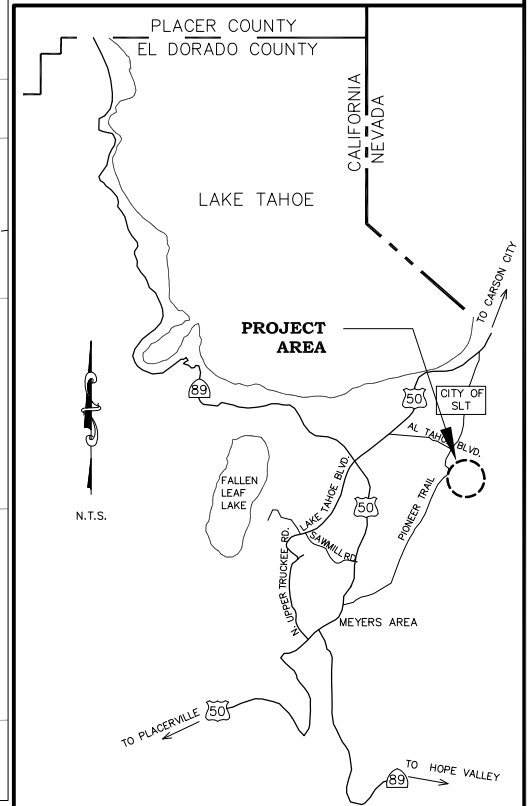 PLACER COUNTY
EL DORADO COUNTY
CALIFORNIA
NEVADA
LAKE TAHOE
TO CARSON CITY
PROJECT
AREA
89
50
CITY OF
SLT
AL TAHOE BLVD.
FALLEN
LEAF
LAKE
LAKE TAHOE BLVD.
50
PIONEER TRAIL
N.T.S.
SAWMILL RD.
N. UPPER TRUCKEE RD.
MEYERS AREA
50
TO PLACERVILLE
TO HOPE VALLEY
89